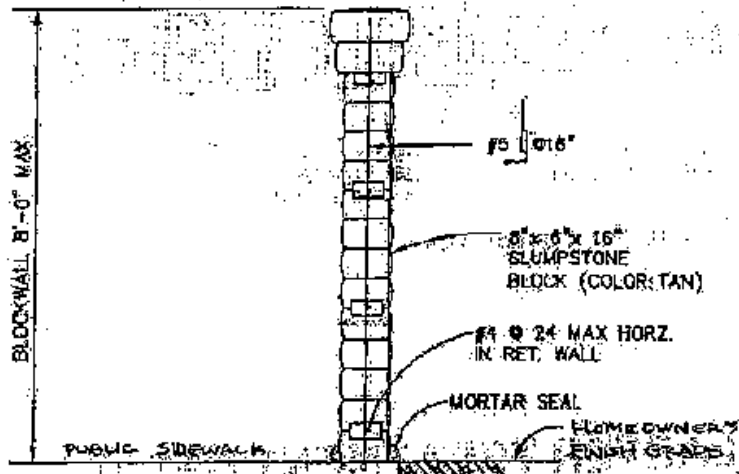 BLOCKWALL 8'-0" MAX
#5 @16"
8"x 6"x 16"
SLUMPSTONE
BLOCK (COLOR: TAN)
#4 @ 24 MAX HORZ.
IN RET. WALL
MORTAR SEAL
HOMEOWNER'S
FINISH GRADE
PUBLIC SIDEWALK